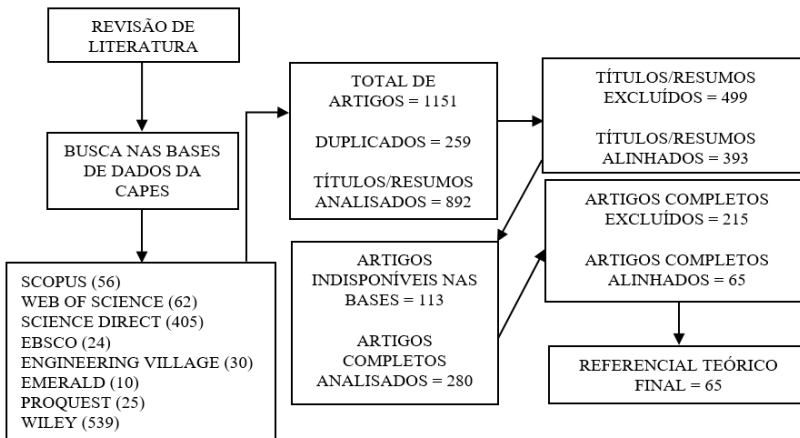 REVISÃO DE
LITERATURA
BUSCA NAS BASES
DE DADOS DA
CAPES
SCOPUS (56)
WEB OF SCIENCE (62)
SCIENCE DIRECT (405)
EBSCO (24)
ENGINEERING VILLAGE (30)
EMERALD (10)
PROQUEST (25)
WILEY (539)
TOTAL DE
ARTIGOS = 1151
DUPLICADOS = 259
TÍTULOS/RESUMOS
ANALISADOS = 892
TÍTULOS/RESUMOS
EXCLUÍDOS = 499
TÍTULOS/RESUMOS
ALINHADOS = 393
ARTIGOS
INDISPONÍVEIS NAS
BASES = 113
ARTIGOS
COMPLETOS
ANALISADOS = 280
ARTIGOS COMPLETOS
EXCLUÍDOS = 215
ARTIGOS COMPLETOS
ALINHADOS = 65
REFERENCIAL TEÓRICO
FINAL = 65